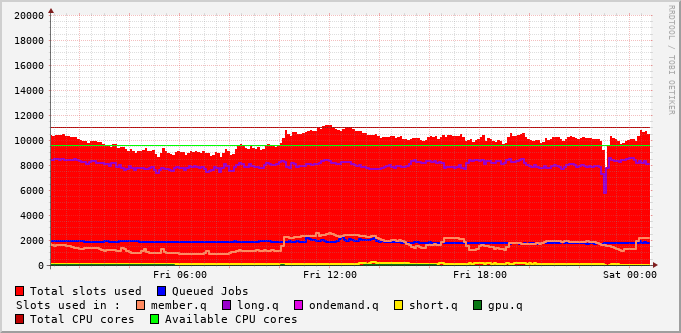 20000
18000
16000
14000
12000
10000
8000
6000
4000
2000
0
Fri 06:00 Fri 12:00 Fri 18:00 Sat 00:00
Total slots used Queued Jobs
Slots used in : member.q long.q ondemand.q short.q gpu.q
Total CPU cores Available CPU cores
RRDTOOL / TOBI OETIKER